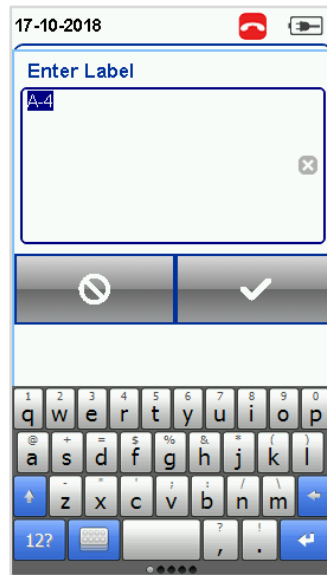 17-10-2018
Enter Label
A-4
1 2 3 4 5 6 7 8 9 0
q w e r t y u i o p
@ + = $ % & * ( )
a s d f g h j k l
- " ' : ; / \
z x c v b n m
? !
12? , .